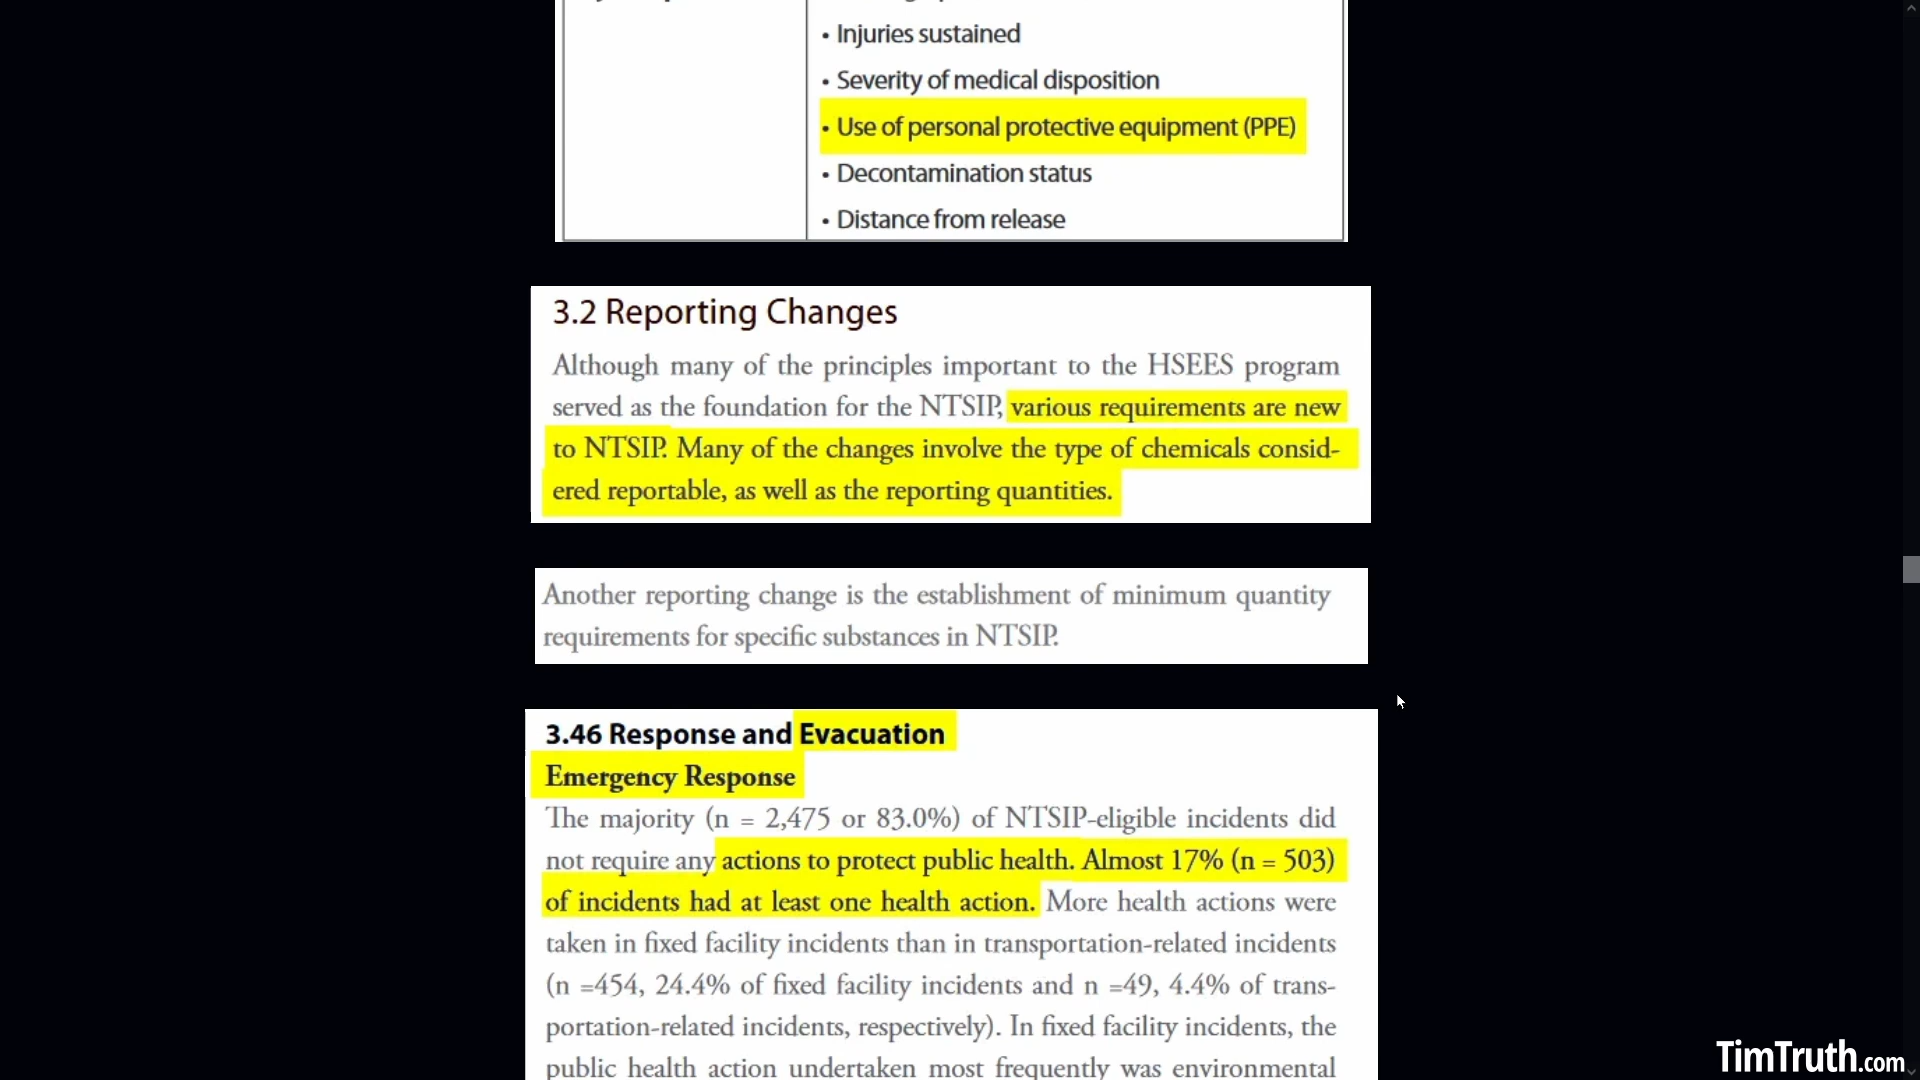 • Injuries sustained
• Severity of medical disposition
• Use of personal protective equipment (PPE)
• Decontamination status
• Distance from release
3.2 Reporting Changes
Although many of the principles important to the HSEES program
served as the foundation for the NTSIP, various requirements are new
to NTSIP. Many of the changes involve the type of chemicals consid-
ered reportable, as well as the reporting quantities.
Another reporting change is the establishment of minimum quantity
requirements for specific substances in NTSIP.
3.46 Response and Evacuation
Emergency Response
The majority (n = 2,475 or 83.0%) of NTSIP-eligible incidents did
not require any actions to protect public health. Almost 17% (n = 503)
of incidents had at least one health action. More health actions were
taken in fixed facility incidents than in transportation-related incidents
(n =454, 24.4% of fixed facility incidents and n =49, 4.4% of trans-
portation-related incidents, respectively). In fixed facility incidents, the
public health action undertaken most frequently was environmental
TimTruth.com